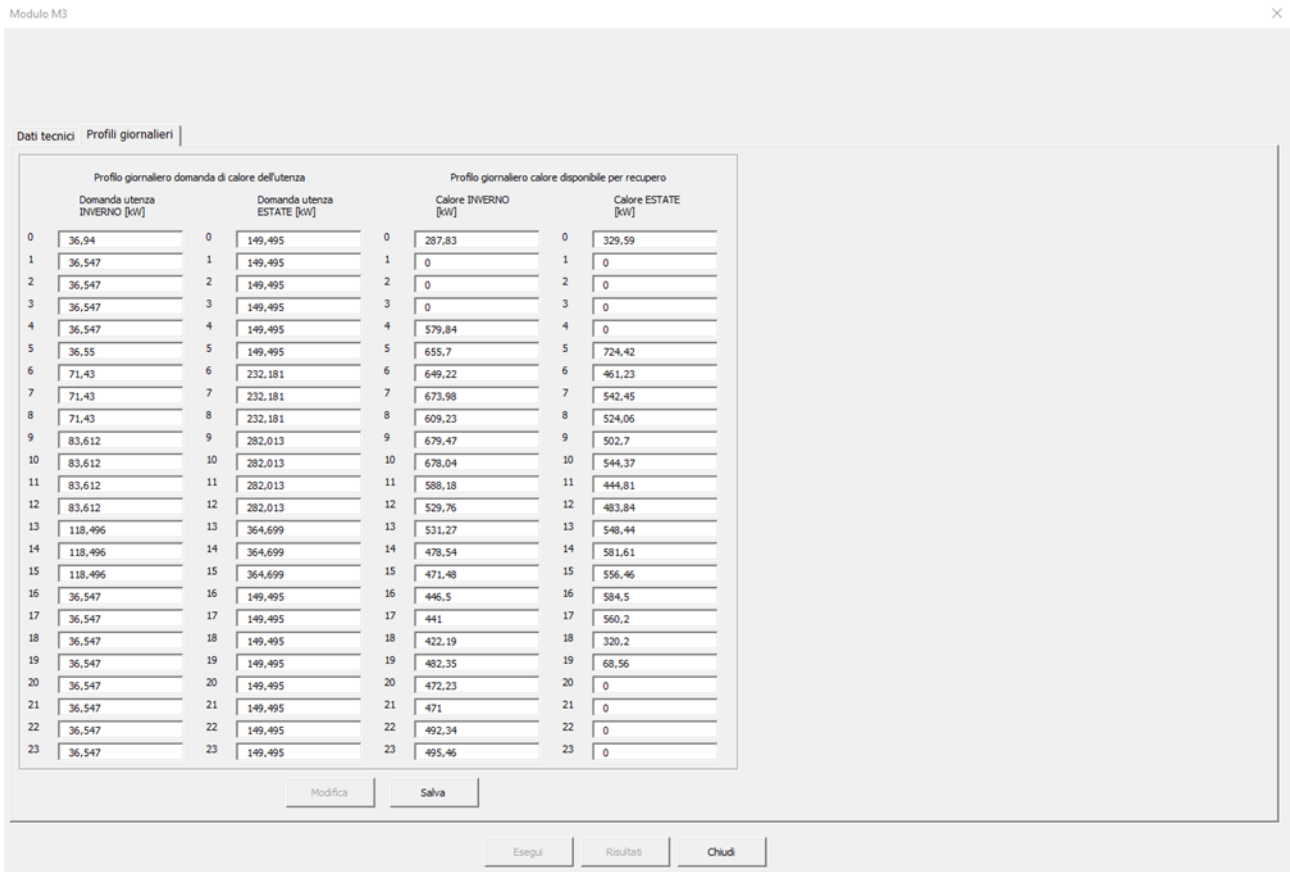 Modulo M3
Dati tecnici Profili giornalieri
Profilo giornaliero domanda di calore dell'utenza Profilo giornaliero calore disponibile per recupero
Domanda utenza Domanda utenza Calore INVERNO Calore ESTATE
INVERNO [kW] ESTATE [kW] [kW] [kW]
0 36,94 0 149,495 0 287,83 0 329,59
1 36,547 1 149,495 1 0 1 0
2 36,547 2 149,495 2 0 2 0
3 36,547 3 149,495 3 0 3 0
4 36,547 4 149,495 4 579,84 4 0
5 36,55 5 149,495 5 655,7 5 724,42
6 71,43 6 232,181 6 649,22 6 461,23
7 71,43 7 232,181 7 673,98 7 542,45
8 71,43 8 232,181 8 609,23 8 524,06
9 83,612 9 282,013 9 679,47 9 502,7
10 83,612 10 282,013 10 678,04 10 544,37
11 83,612 11 282,013 11 588,18 11 444,81
12 83,612 12 282,013 12 529,76 12 483,84
13 118,496 13 364,699 13 531,27 13 548,44
14 118,496 14 364,699 14 478,54 14 581,61
15 118,496 15 364,699 15 471,48 15 556,46
16 36,547 16 149,495 16 446,5 16 584,5
17 36,547 17 149,495 17 441 17 560,2
18 36,547 18 149,495 18 422,19 18 320,2
19 36,547 19 149,495 19 482,35 19 68,56
20 36,547 20 149,495 20 472,23 20 0
21 36,547 21 149,495 21 471 21 0
22 36,547 22 149,495 22 492,34 22 0
23 36,547 23 149,495 23 495,46 23 0
Modifica Salva
Esegui Risultati Chiudi